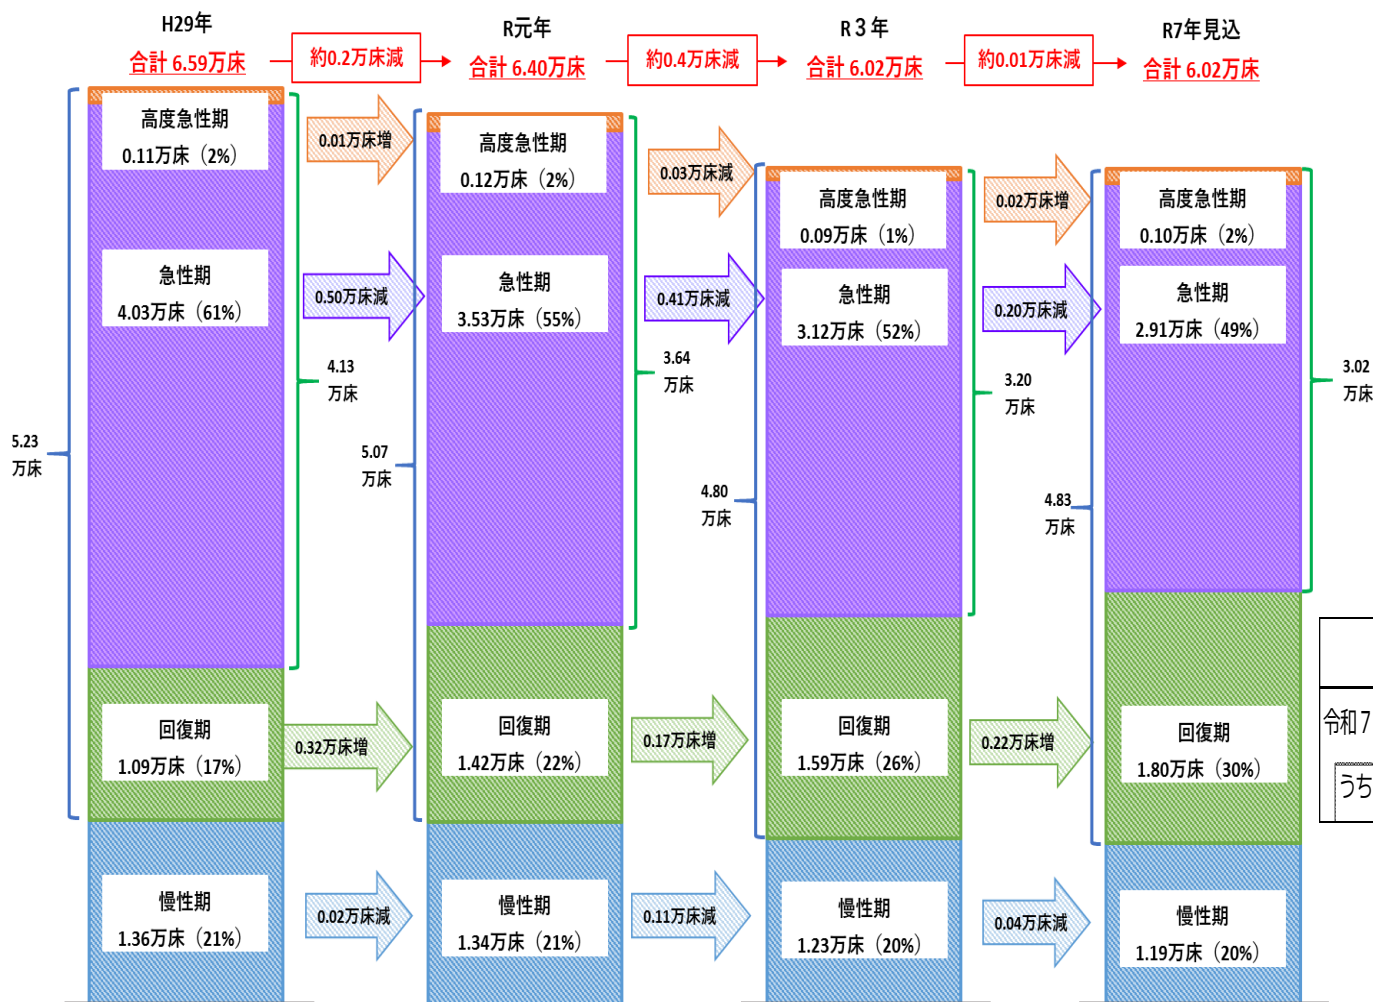 H29年
合計 6.59万床
約0.2万床減
R元年
合計 6.40万床
約0.4万床減
R３年
合計 6.02万床
約0.01万床減
R7年見込
合計 6.02万床
高度急性期
0.11万床（2%）
0.01万床増
高度急性期
0.12万床（2%）
0.03万床減
高度急性期
0.09万床（1%）
0.02万床増
高度急性期
0.10万床（2%）
急性期
4.03万床（61%）
0.50万床減
急性期
3.53万床（55%）
0.41万床減
急性期
3.12万床（52%）
0.20万床減
急性期
2.91万床（49%）
4.13
万床
3.64
万床
3.20
万床
3.02
万床
5.23
万床
5.07
万床
4.80
万床
4.83
万床
回復期
1.09万床（17%）
0.32万床増
回復期
1.42万床（22%）
0.17万床増
回復期
1.59万床（26%）
0.22万床増
回復期
1.80万床（30%）
令和７
うち
慢性期
1.36万床（21%）
0.02万床減
慢性期
1.34万床（21%）
0.11万床減
慢性期
1.23万床（20%）
0.04万床減
慢性期
1.19万床（20%）